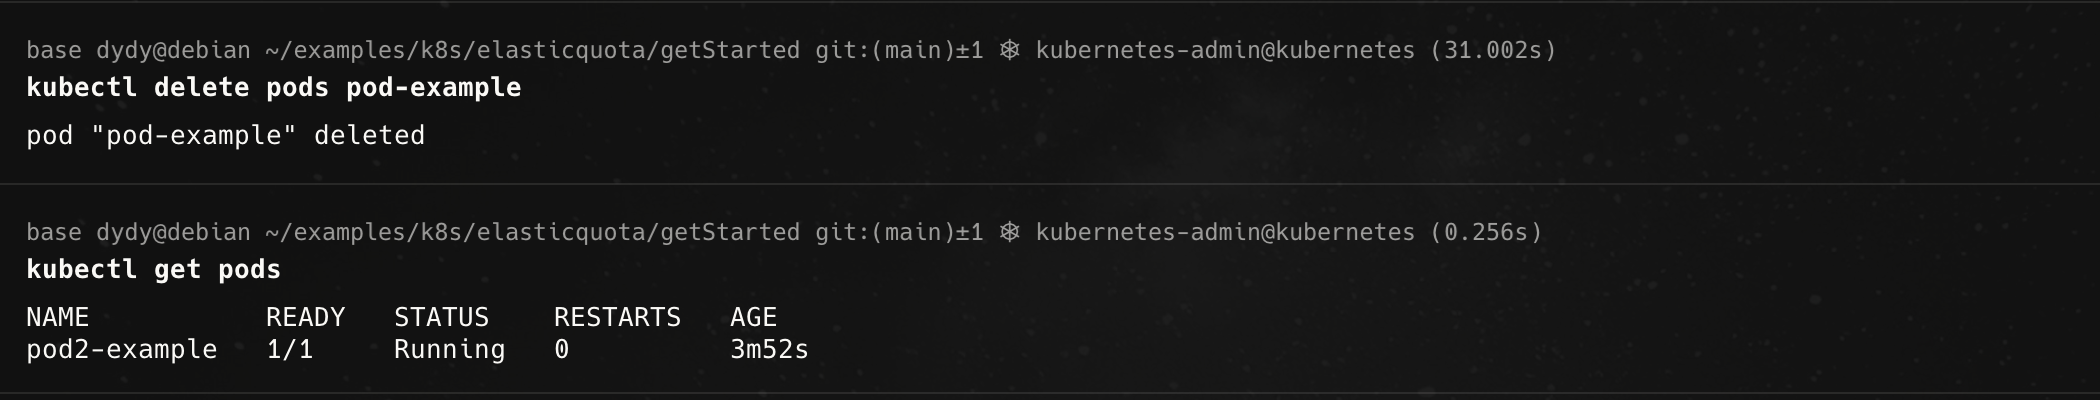 base dydy@debian ~/examples/k8s/elasticquota/getStarted git:(main)±1 ⎈ kubernetes-admin@kubernetes (31.002s)
kubectl delete pods pod-example
pod "pod-example" deleted
base dydy@debian ~/examples/k8s/elasticquota/getStarted git:(main)±1 ⎈ kubernetes-admin@kubernetes (0.256s)
kubectl get pods
NAME           READY   STATUS    RESTARTS   AGE
pod2-example   1/1     Running   0          3m52s